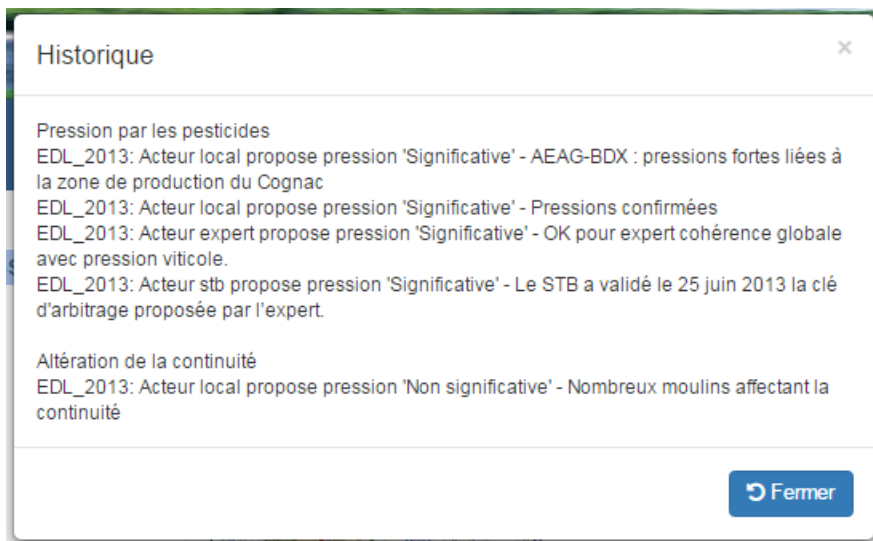 Historique
×
Pression par les pesticides
EDL_2013: Acteur local propose pression 'Significative' - AEAG-BDX : pressions fortes liées à
la zone de production du Cognac
EDL_2013: Acteur local propose pression 'Significative' - Pressions confirmées
EDL_2013: Acteur expert propose pression 'Significative' - OK pour expert cohérence globale
avec pression viticole.
EDL_2013: Acteur stb propose pression 'Significative' - Le STB a validé le 25 juin 2013 la clé
d'arbitrage proposée par l’expert.
Altération de la continuité
EDL_2013: Acteur local propose pression 'Non significative' - Nombreux moulins affectant la
continuité
Fermer